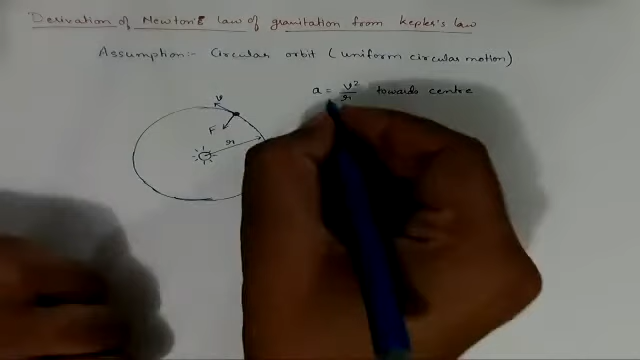 Derivation of Newton's law of gravitation from Kepler's law
Assumption:- Circular orbit (uniform circular motion)
a = v²/r towards centre
v
F
r